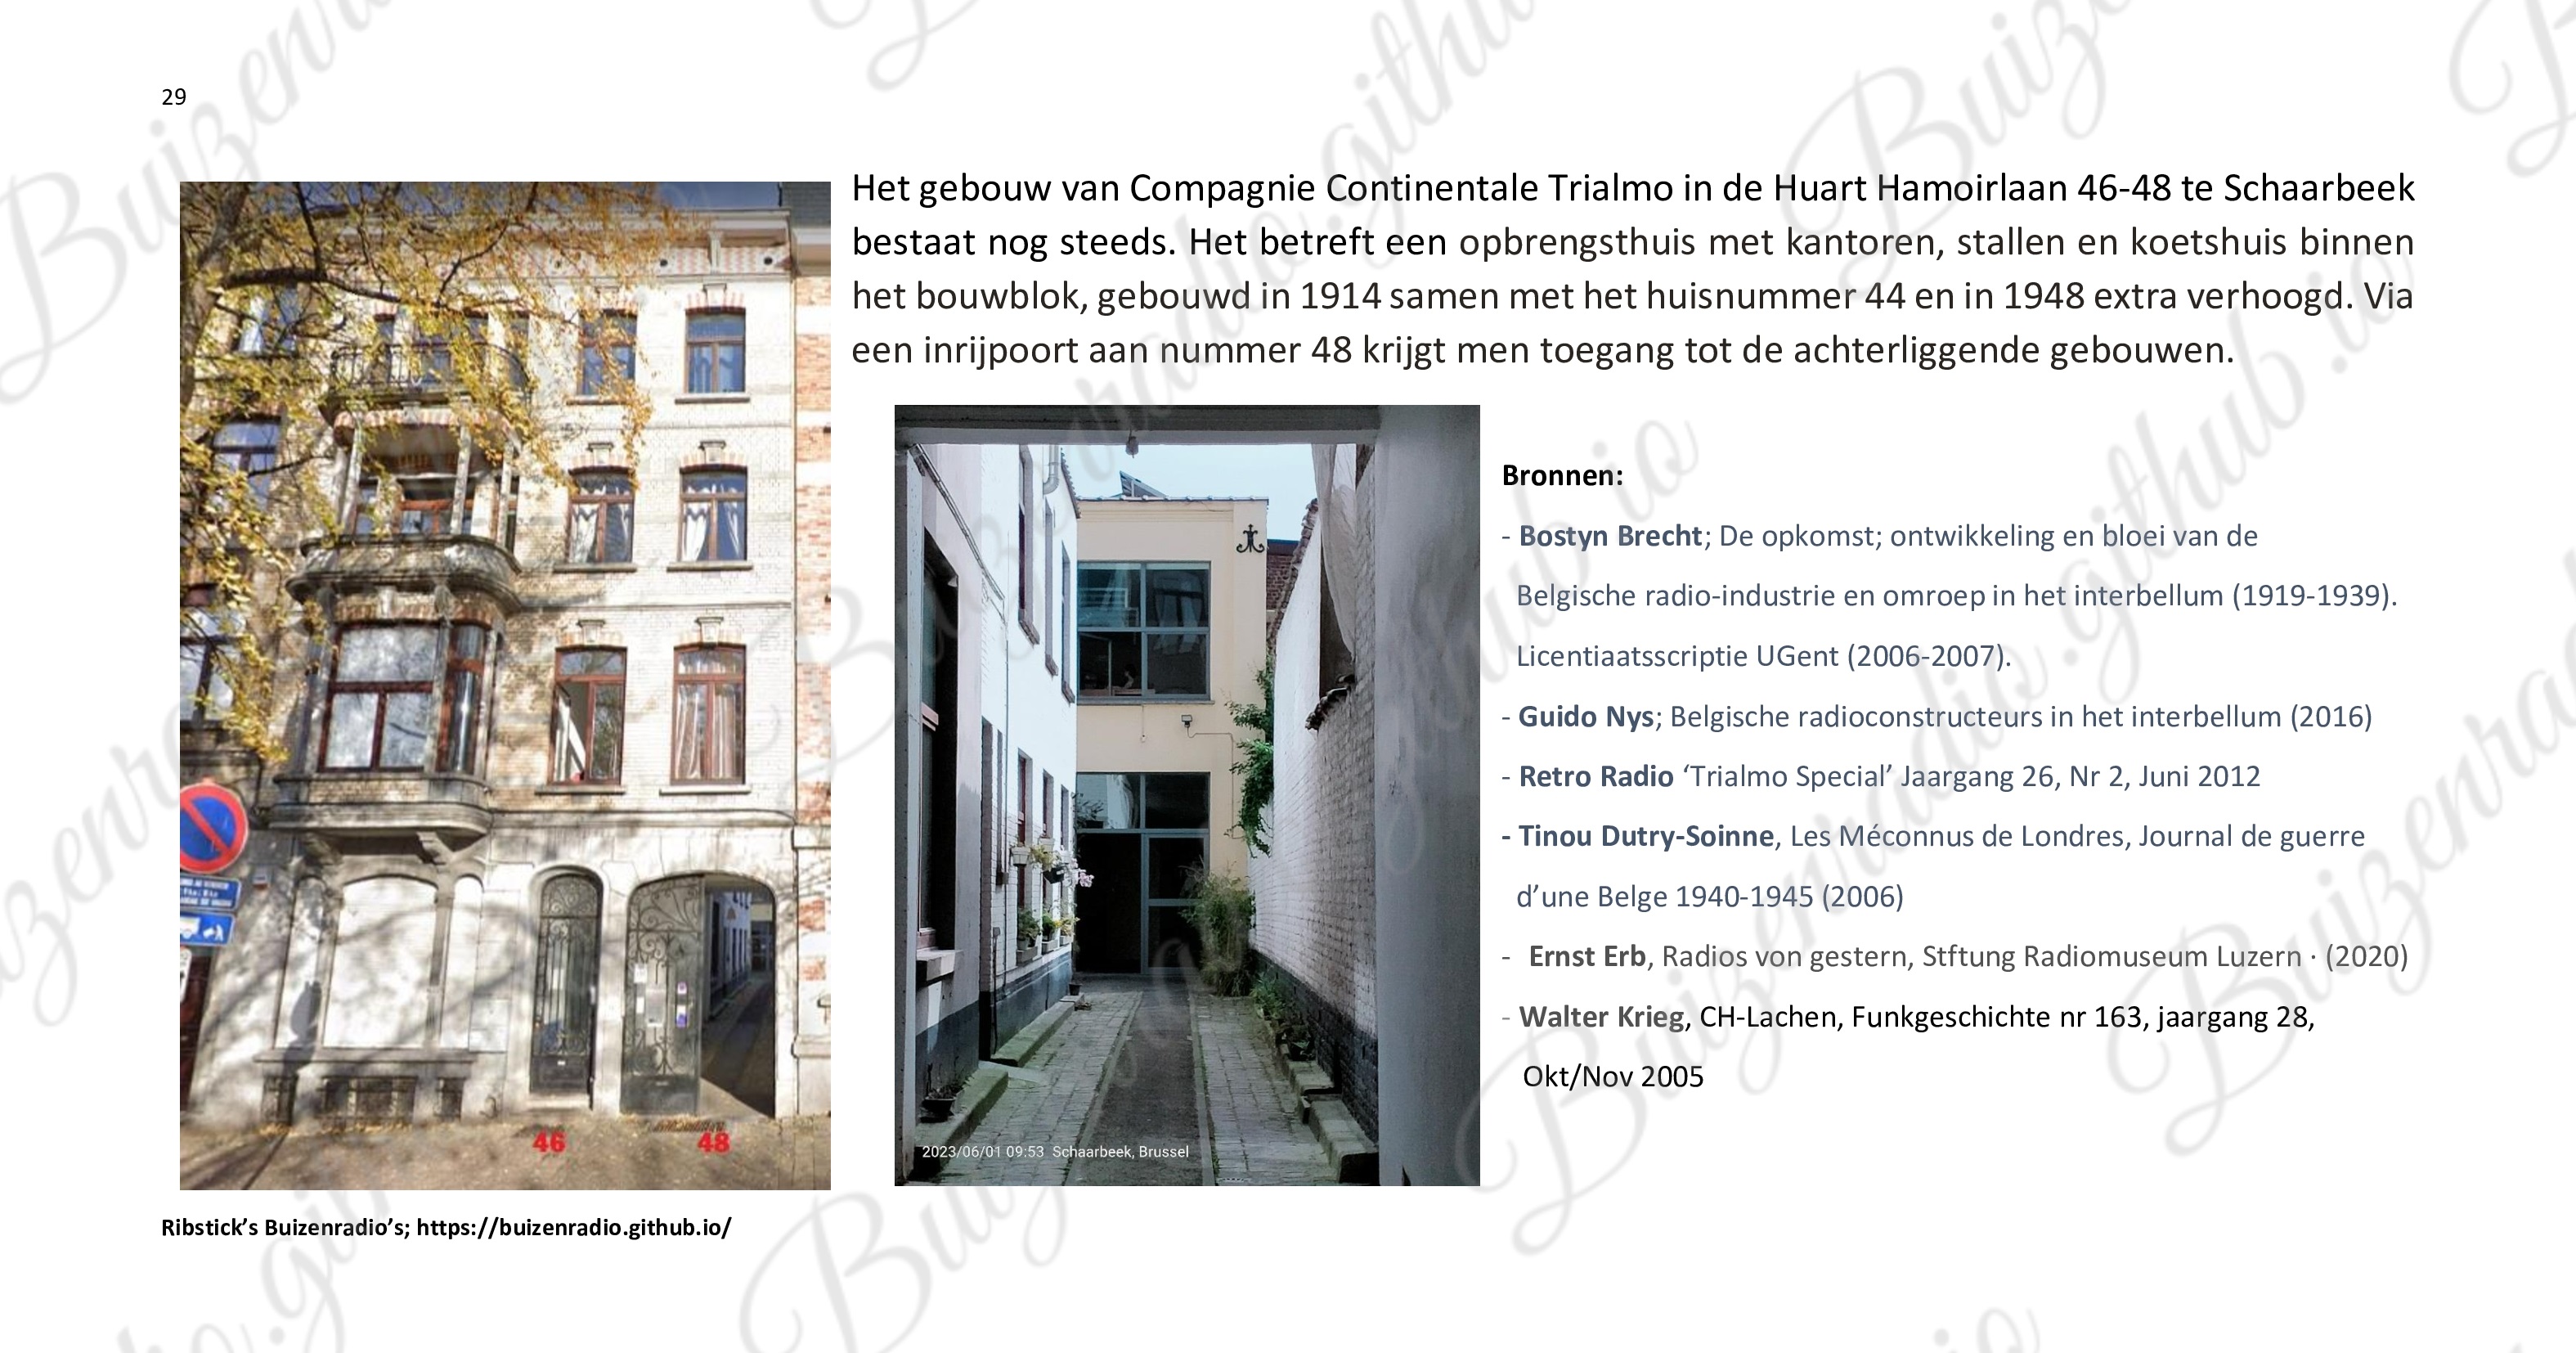 29
Het gebouw van Compagnie Continentale Trialmo in de Huart Hamoirlaan 46-48 te Schaarbeek
bestaat nog steeds. Het betreft een opbrengsthuis met kantoren, stallen en koetshuis binnen
het bouwblok, gebouwd in 1914 samen met het huisnummer 44 en in 1948 extra verhoogd. Via
een inrijpoort aan nummer 48 krijgt men toegang tot de achterliggende gebouwen.
Bronnen:
- Bostyn Brecht; De opkomst; ontwikkeling en bloei van de
Belgische radio-industrie en omroep in het interbellum (1919-1939).
Licentiaatsscriptie UGent (2006-2007).
- Guido Nys; Belgische radioconstructeurs in het interbellum (2016)
- Retro Radio ‘Trialmo Special’ Jaargang 26, Nr 2, Juni 2012
- Tinou Dutry-Soinne, Les Méconnus de Londres, Journal de guerre
d’une Belge 1940-1945 (2006)
- Ernst Erb, Radios von gestern, Stftung Radiomuseum Luzern · (2020)
- Walter Krieg, CH-Lachen, Funkgeschichte nr 163, jaargang 28,
Okt/Nov 2005
46 48
2023/06/01 09:53 Schaarbeek, Brussel
Ribstick’s Buizenradio’s; https://buizenradio.github.io/
Buizenradio.github.io